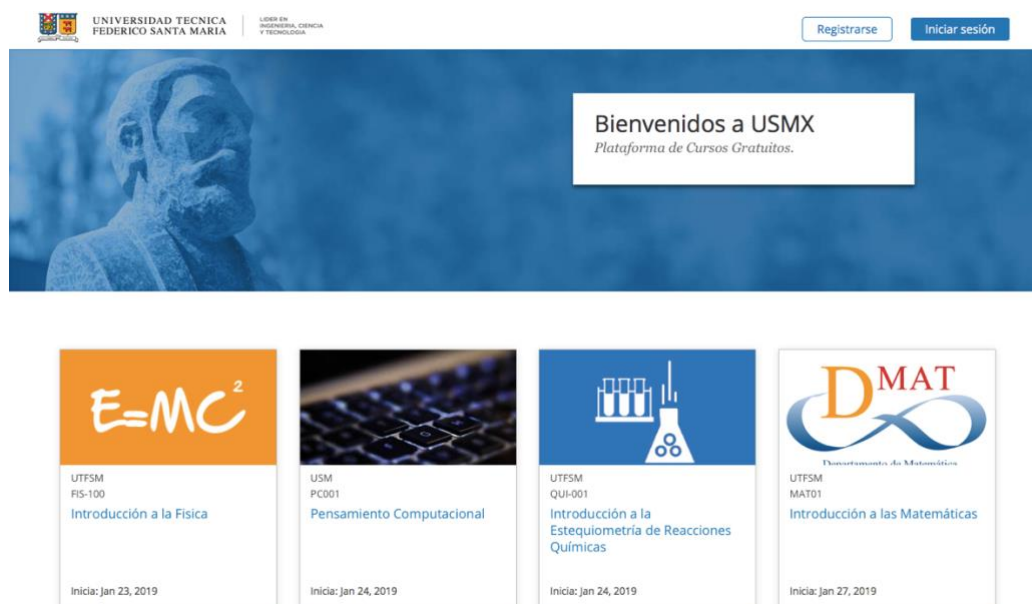 UNIVERSIDAD TECNICA
FEDERICO SANTA MARIA
LIDER EN
INGENIERIA, CIENCIA
Y TECNOLOGIA
Registrarse
Iniciar sesión
Bienvenidos a USMX
Plataforma de Cursos Gratuitos.
E=MC²
UTFSM
FIS-100
Introducción a la Fisica
Inicia: Jan 23, 2019
USM
PC001
Pensamiento Computacional
Inicia: Jan 24, 2019
UTFSM
QUI-001
Introducción a la
Estequiometría de Reacciones
Químicas
Inicia: Jan 24, 2019
DMAT
Departamento de Matemática
UTFSM
MAT01
Introducción a las Matemáticas
Inicia: Jan 27, 2019